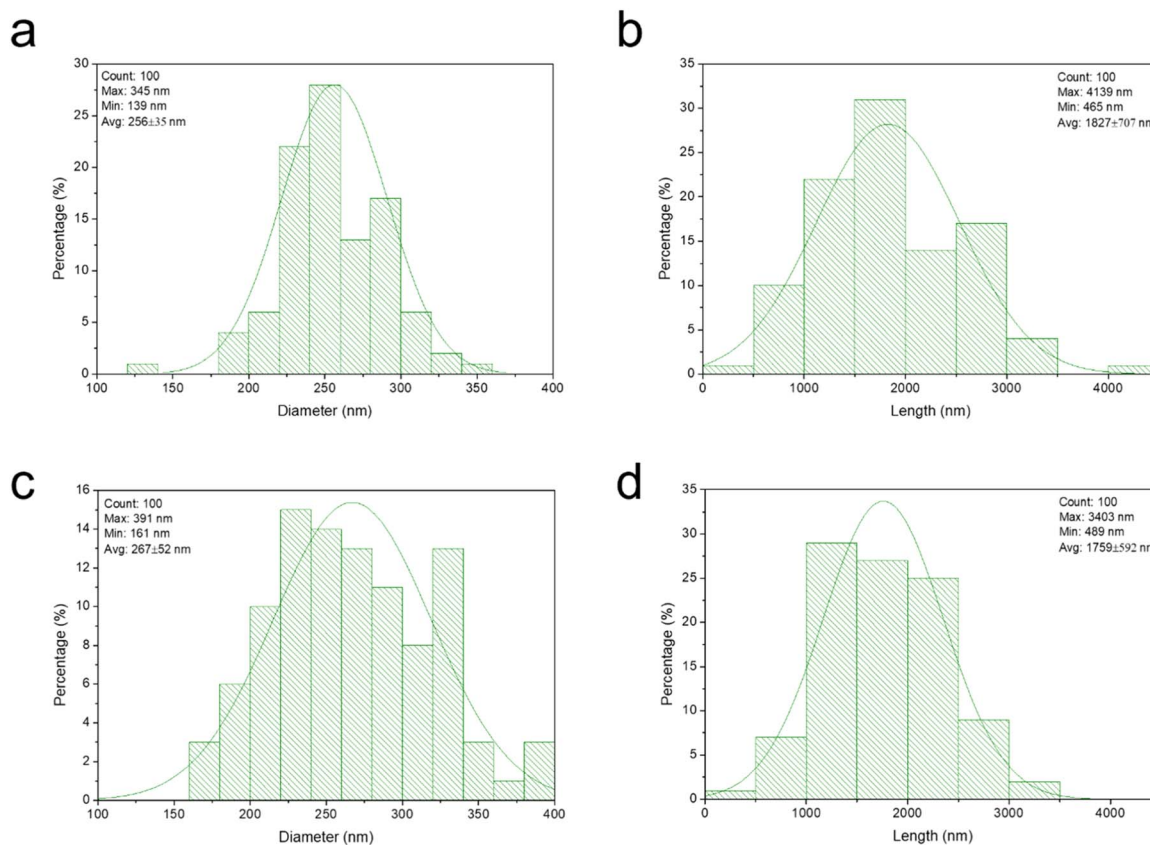 a
Count: 100
Max: 345 nm
Min: 139 nm
Avg: 256±35 nm
30
25
20
15
10
5
0
Percentage (%)
100 150 200 250 300 350 400
Diameter (nm)
b
Count: 100
Max: 4139 nm
Min: 465 nm
Avg: 1827±707 nm
35
30
25
20
15
10
5
0
Percentage (%)
0 1000 2000 3000 4000
Length (nm)
c
Count: 100
Max: 391 nm
Min: 161 nm
Avg: 267±52 nm
16
14
12
10
8
6
4
2
0
Percentage (%)
100 150 200 250 300 350 400
Diameter (nm)
d
Count: 100
Max: 3403 nm
Min: 489 nm
Avg: 1759±592 nm
35
30
25
20
15
10
5
0
Percentage (%)
0 1000 2000 3000 4000
Length (nm)